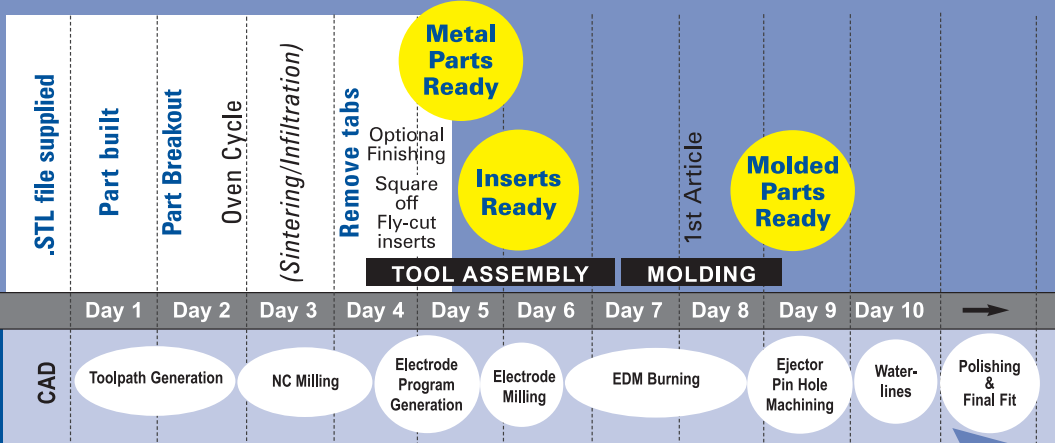 .STL file supplied
Part built
Part Breakout
Oven Cycle
(Sintering/Infiltration)
Remove tabs
Metal
Parts
Ready
Optional
Finishing
Square
off
Fly-cut
inserts
Inserts
Ready
1st Article
Molded
Parts
Ready
TOOL ASSEMBLY
MOLDING
Day 1
Day 2
Day 3
Day 4
Day 5
Day 6
Day 7
Day 8
Day 9
Day 10
CAD
Toolpath Generation
NC Milling
Electrode
Program
Generation
Electrode
Milling
EDM Burning
Ejector
Pin Hole
Machining
Water-
lines
Polishing
&
Final Fit